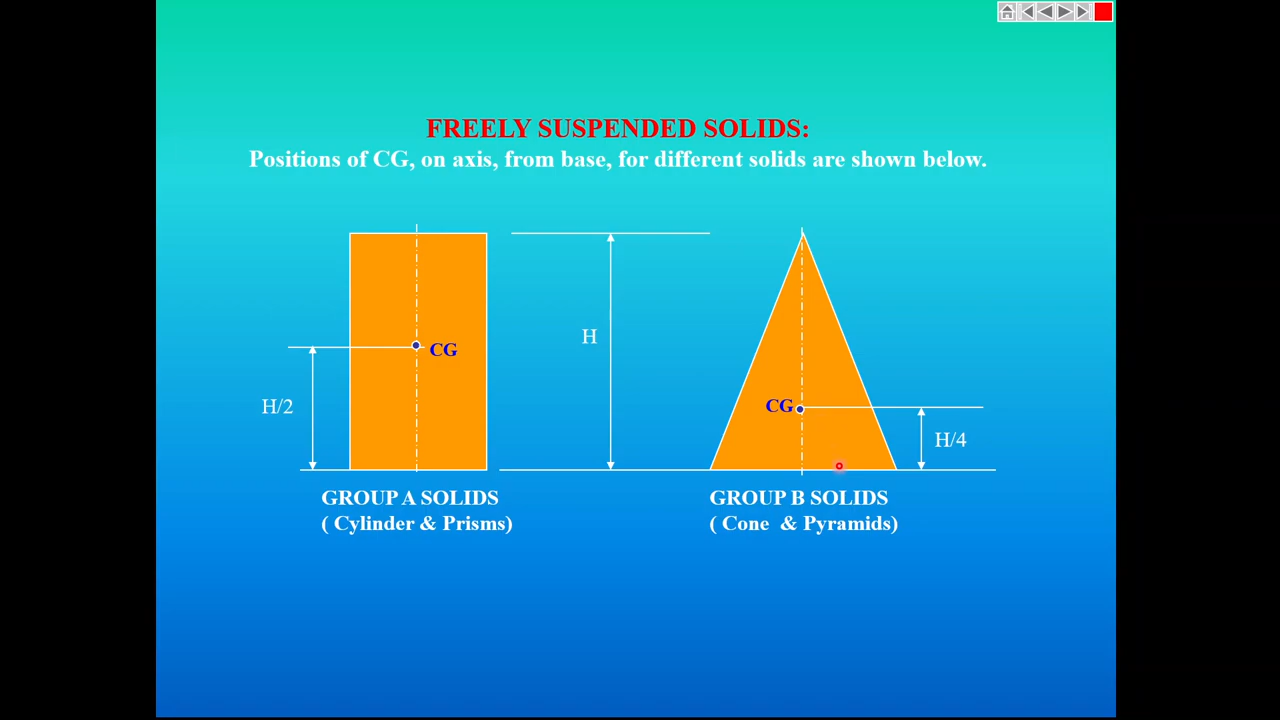 FREELY SUSPENDED SOLIDS:
Positions of CG, on axis, from base, for different solids are shown below.
H
CG
H/2
CG
H/4
GROUP A SOLIDS
( Cylinder & Prisms)
GROUP B SOLIDS
( Cone & Pyramids)